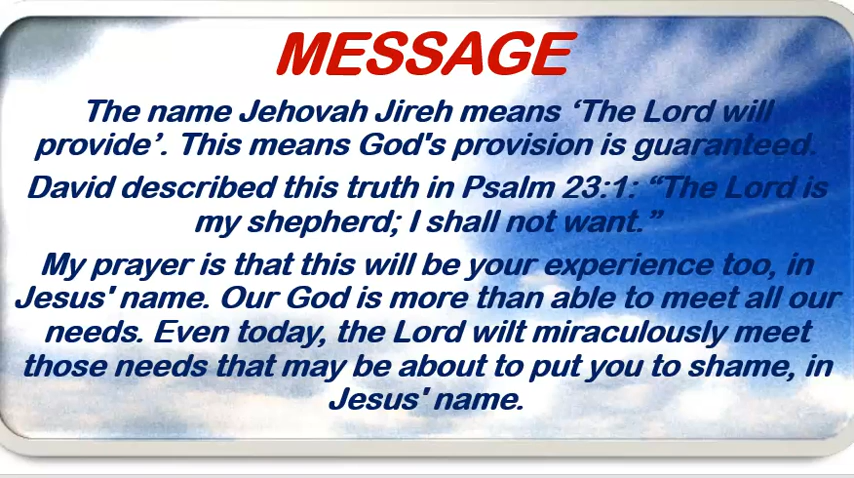 MESSAGE
The name Jehovah Jireh means ‘The Lord will
provide’. This means God's provision is guaranteed.
David described this truth in Psalm 23:1: “The Lord is
my shepherd; I shall not want.”
My prayer is that this will be your experience too, in
Jesus' name. Our God is more than able to meet all our
needs. Even today, the Lord wilt miraculously meet
those needs that may be about to put you to shame, in
Jesus' name.